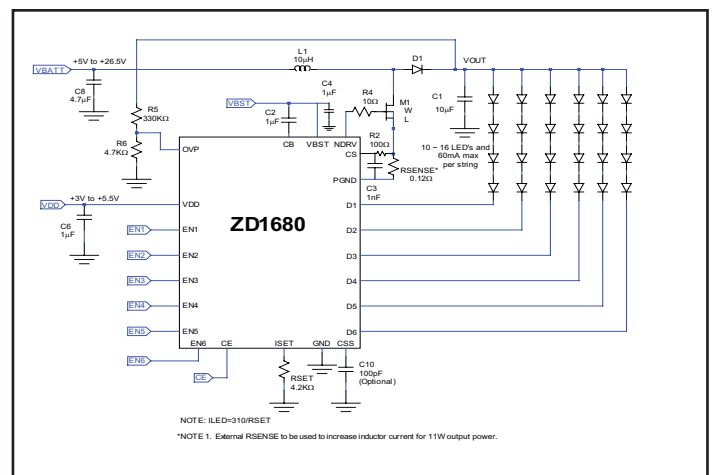 L1
10µH
D1
VOUT
+5V to +26.5V
VBATT
C8
4.7µF
R5
330KΩ
R6
4.7KΩ
C4
1µF
VBST
C2
1µF
R4
10Ω
M1
W
L
C1
10µF
OVP
CB
VBST
NDRV
CS
R2
100Ω
RSENSE*
0.12Ω
PGND
C3
1nF
10 ~ 16 LED's and
60mA max
per string
+3V to +5.5V
VDD
C6
1µF
VDD
ZD1680
D1
EN1
EN1
D2
EN2
EN2
D3
EN3
EN3
D4
EN4
EN4
D5
EN5
EN5
D6
EN6
CE
ISET
GND
CSS
EN6
CE
RSET
4.2KΩ
C10
100pF
(Optional)
NOTE: ILED=310/RSET
*NOTE 1. External RSENSE to be used to increase inductor current for 11W output power.